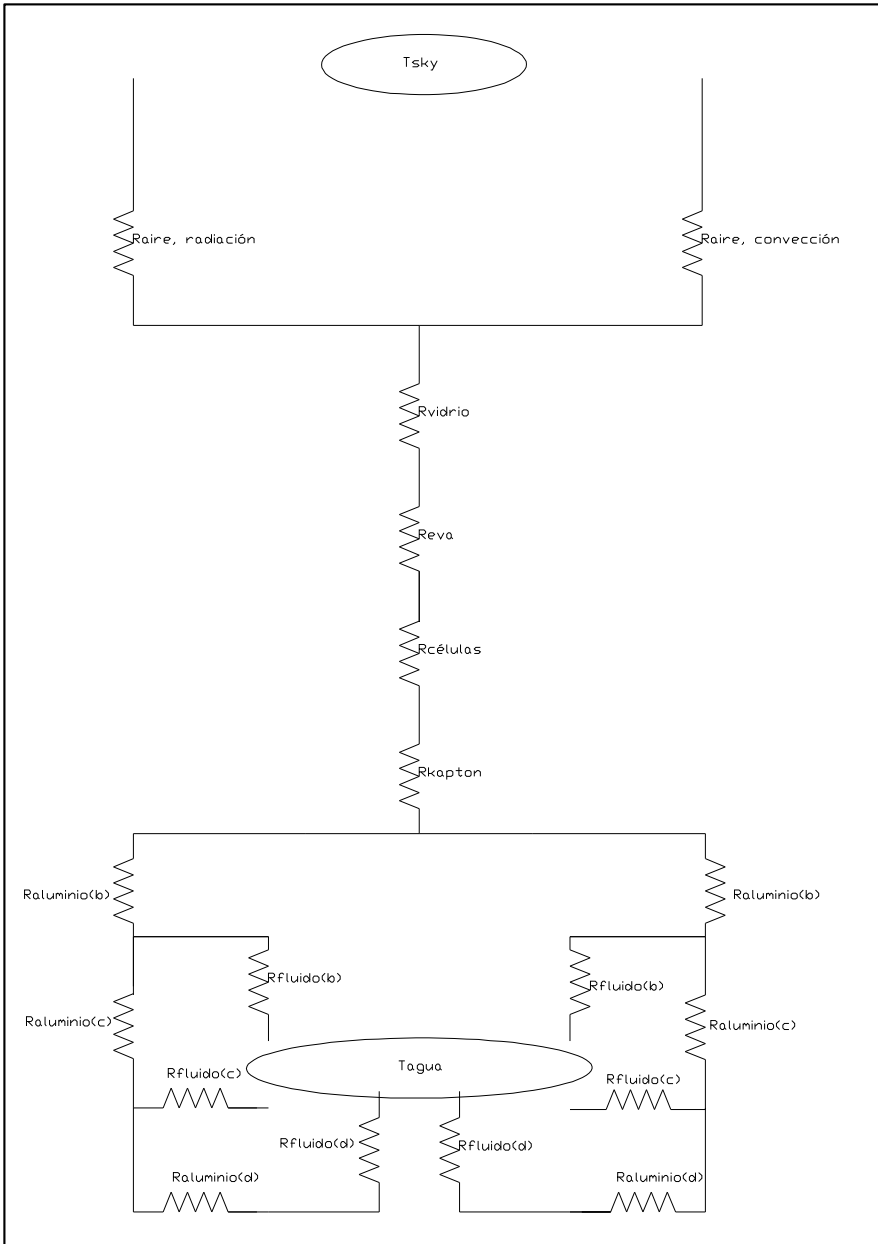 Tsky
Raire, radiación
Raire, convección
Rvidrio
Reva
Rcélulas
Rkapton
Raluminio(b)
Raluminio(b)
Rfluido(b)
Rfluido(b)
Raluminio(c)
Raluminio(c)
Tagua
Rfluido(c)
Rfluido(c)
Rfluido(d)
Rfluido(d)
Raluminio(d)
Raluminio(d)